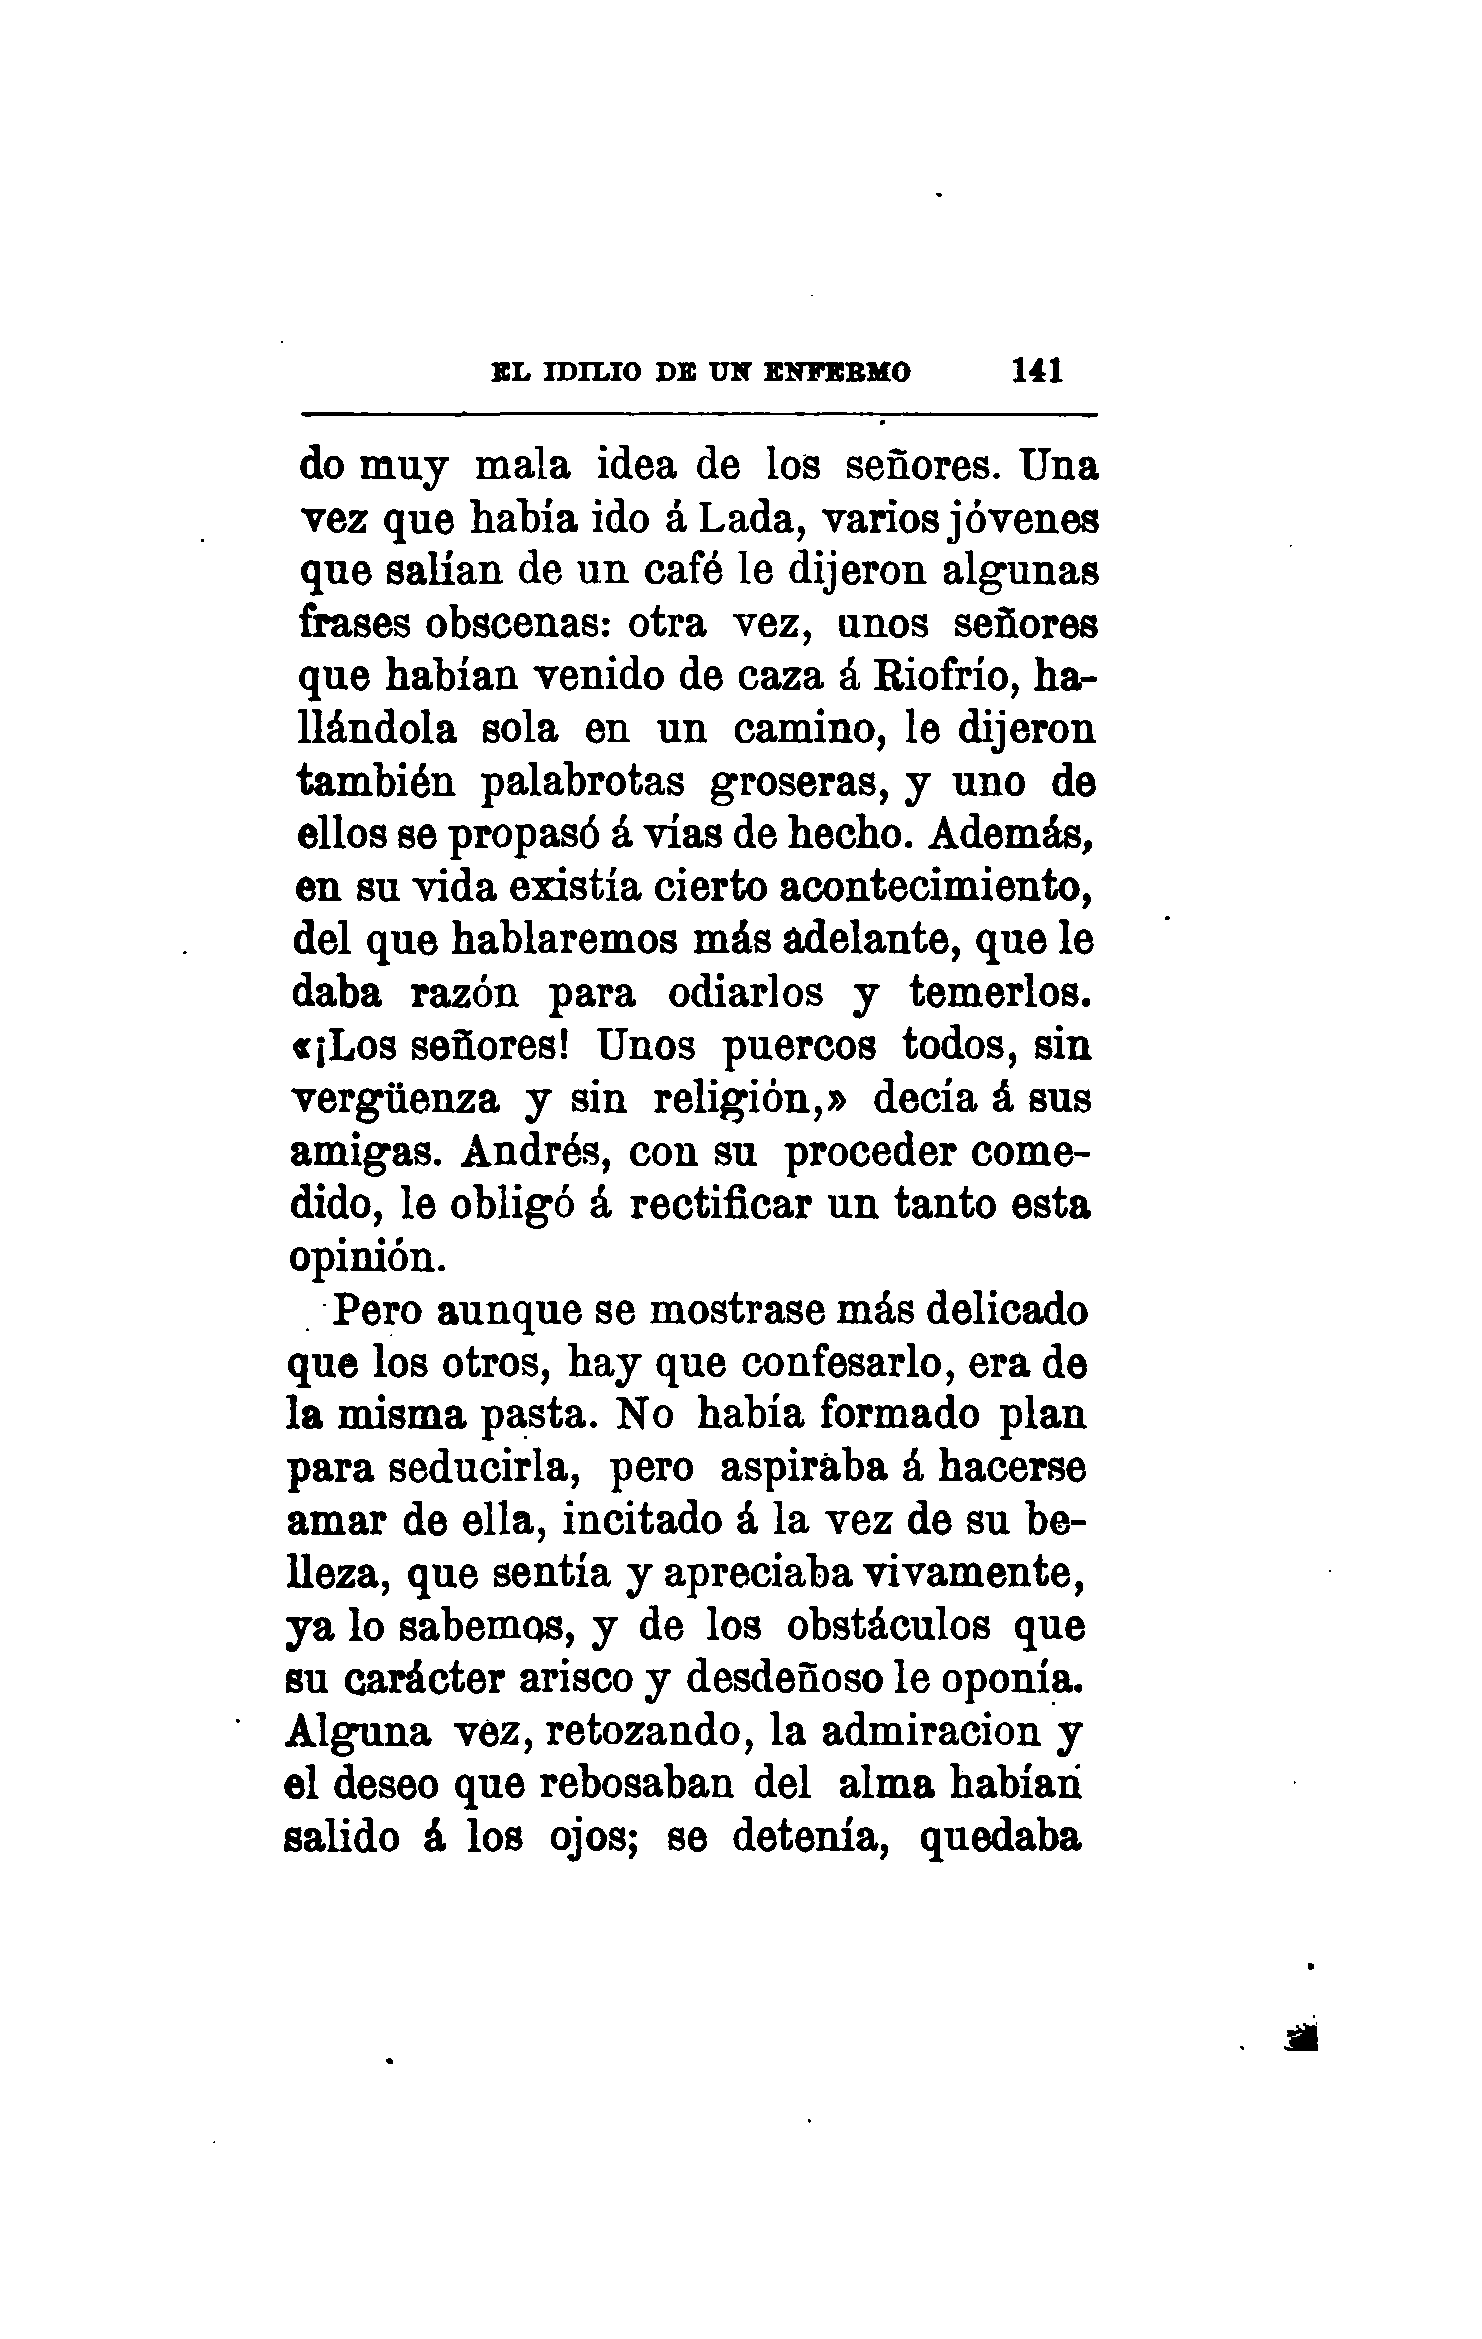 EL IDILIO DE UN ENFERMO 141
do muy mala idea de los señores. Una
vez que había ido á Lada, varios jóvenes
que salían de un café le dijeron algunas
frases obscenas: otra vez, unos señores
que habían venido de caza á Riofrío, ha-
llándola sola en un camino, le dijeron
también palabrotas groseras, y uno de
ellos se propasó á vías de hecho. Además,
en su vida existía cierto acontecimiento,
del que hablaremos más adelante, que le
daba razón para odiarlos y temerlos.
«¡Los señores! Unos puercos todos, sin
vergüenza y sin religión,» decía á sus
amigas. Andrés, con su proceder come-
dido, le obligó á rectificar un tanto esta
opinión.
Pero aunque se mostrase más delicado
que los otros, hay que confesarlo, era de
la misma pasta. No había formado plan
para seducirla, pero aspiraba á hacerse
amar de ella, incitado á la vez de su be-
lleza, que sentía y apreciaba vivamente,
ya lo sabemos, y de los obstáculos que
su carácter arisco y desdeñoso le oponía.
Alguna vez, retozando, la admiracion y
el deseo que rebosaban del alma habían
salido á los ojos; se detenía, quedaba